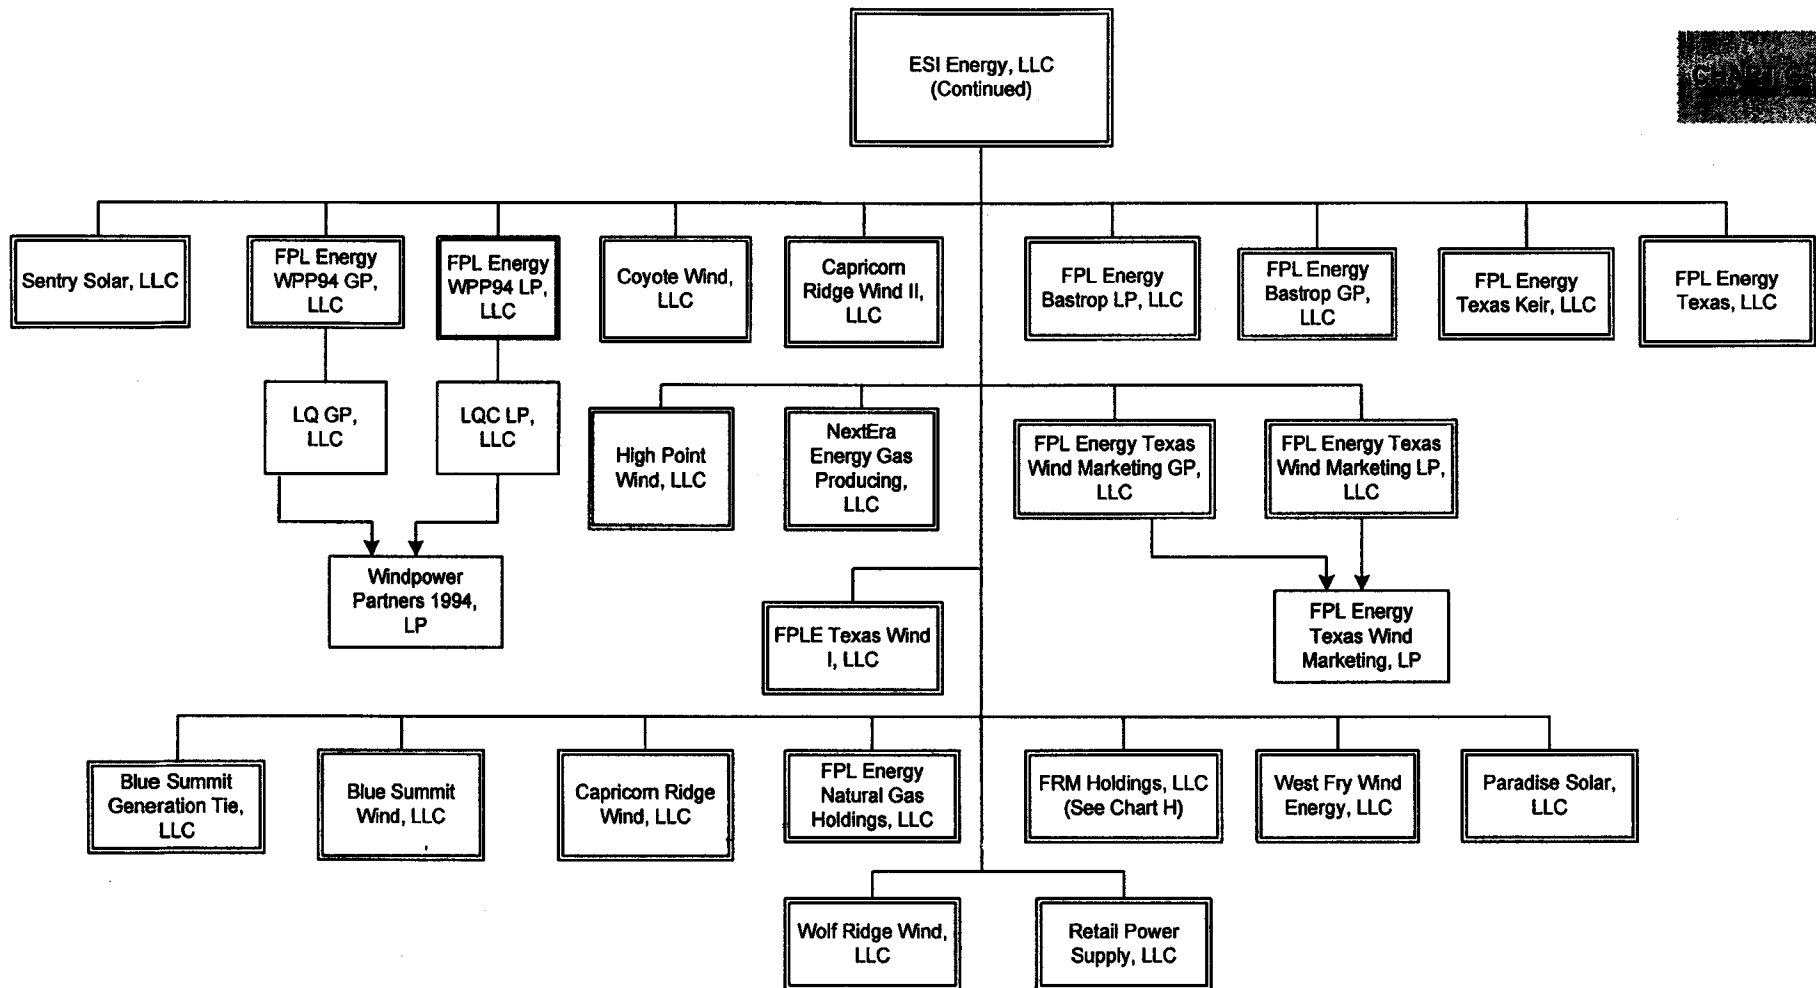 ESI Energy, LLC
(Continued)
CHART G
Sentry Solar, LLC
FPL Energy
WPP94 GP,
LLC
FPL Energy
WPP94 LP,
LLC
Coyote Wind,
LLC
Capricorn
Ridge Wind II,
LLC
FPL Energy
Bastrop LP, LLC
FPL Energy
Bastrop GP,
LLC
FPL Energy
Texas Keir, LLC
FPL Energy
Texas, LLC
LQ GP,
LLC
LQC LP,
LLC
High Point
Wind, LLC
NextEra
Energy Gas
Producing,
LLC
FPL Energy Texas
Wind Marketing GP,
LLC
FPL Energy Texas
Wind Marketing LP,
LLC
Windpower
Partners 1994,
LP
FPLE Texas Wind
I, LLC
FPL Energy
Texas Wind
Marketing, LP
Blue Summit
Generation Tie,
LLC
Blue Summit
Wind, LLC
Capricorn Ridge
Wind, LLC
FPL Energy
Natural Gas
Holdings, LLC
FRM Holdings, LLC
(See Chart H)
West Fry Wind
Energy, LLC
Paradise Solar,
LLC
Wolf Ridge Wind,
LLC
Retail Power
Supply, LLC